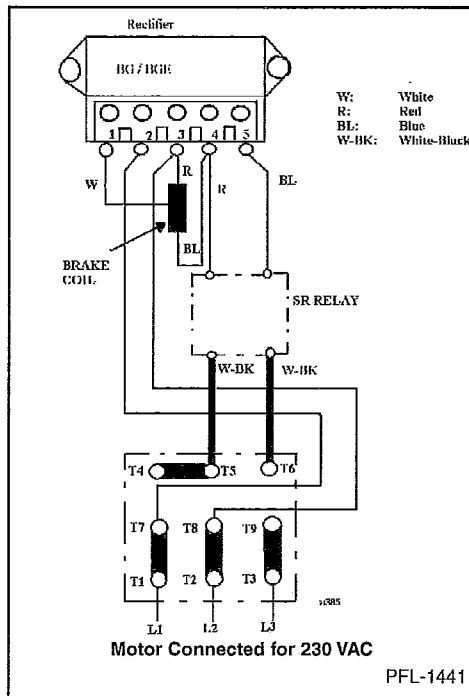 Rectifier
BG / BGE
1 2 3 4 5
W: White
R: Red
BL: Blue
W-BK: White-Black
W
R
R
BL
BL
BRAKE
COIL
SR RELAY
W-BK
W-BK
T4 T5 T6
T7 T8 T9
T1 T2 T3
L1 L2 L3
Motor Connected for 230 VAC
PFL-1441